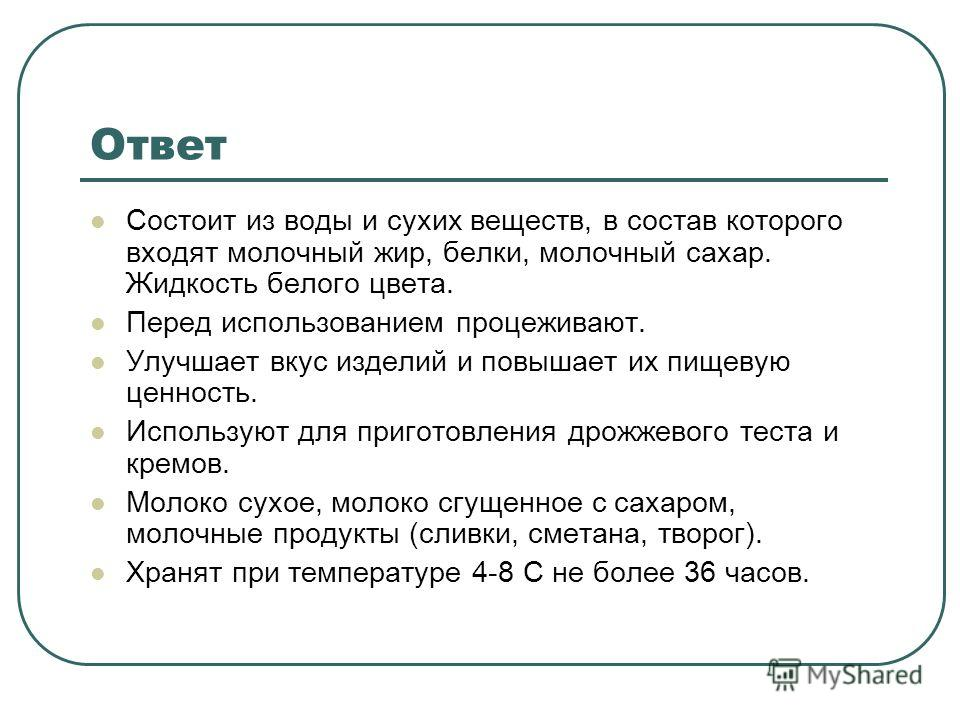 Ответ
Состоит из воды и сухих веществ, в состав которого
входят молочный жир, белки, молочный сахар.
Жидкость белого цвета.
Перед использованием процеживают.
Улучшает вкус изделий и повышает их пищевую
ценность.
Используют для приготовления дрожжевого теста и
кремов.
Молоко сухое, молоко сгущенное с сахаром,
молочные продукты (сливки, сметана, творог).
Хранят при температуре 4-8 С не более 36 часов.
MyShared